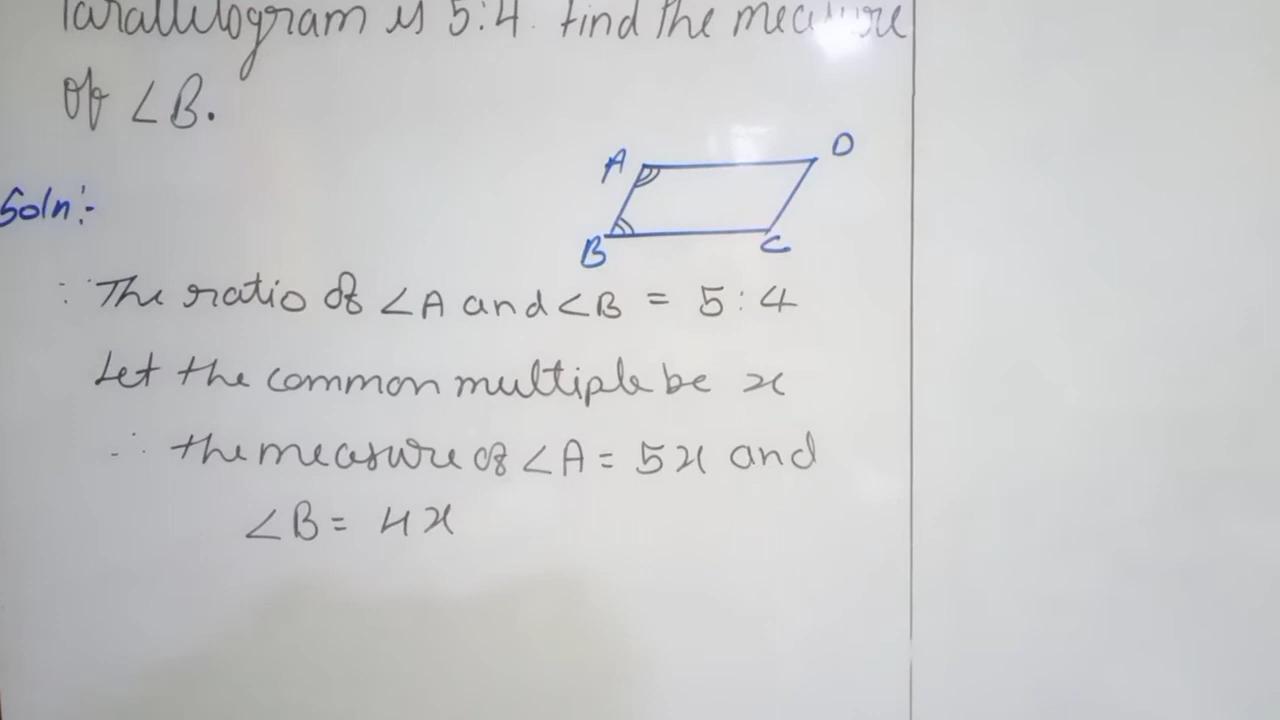 Parallelogram is 5:4. Find the measure
of ∠B.
A D
Soln:-
B C
∵ The ratio of ∠A and ∠B = 5:4
Let the common multiple be x
∴ the measure of ∠A = 5x and
∠B = 4x